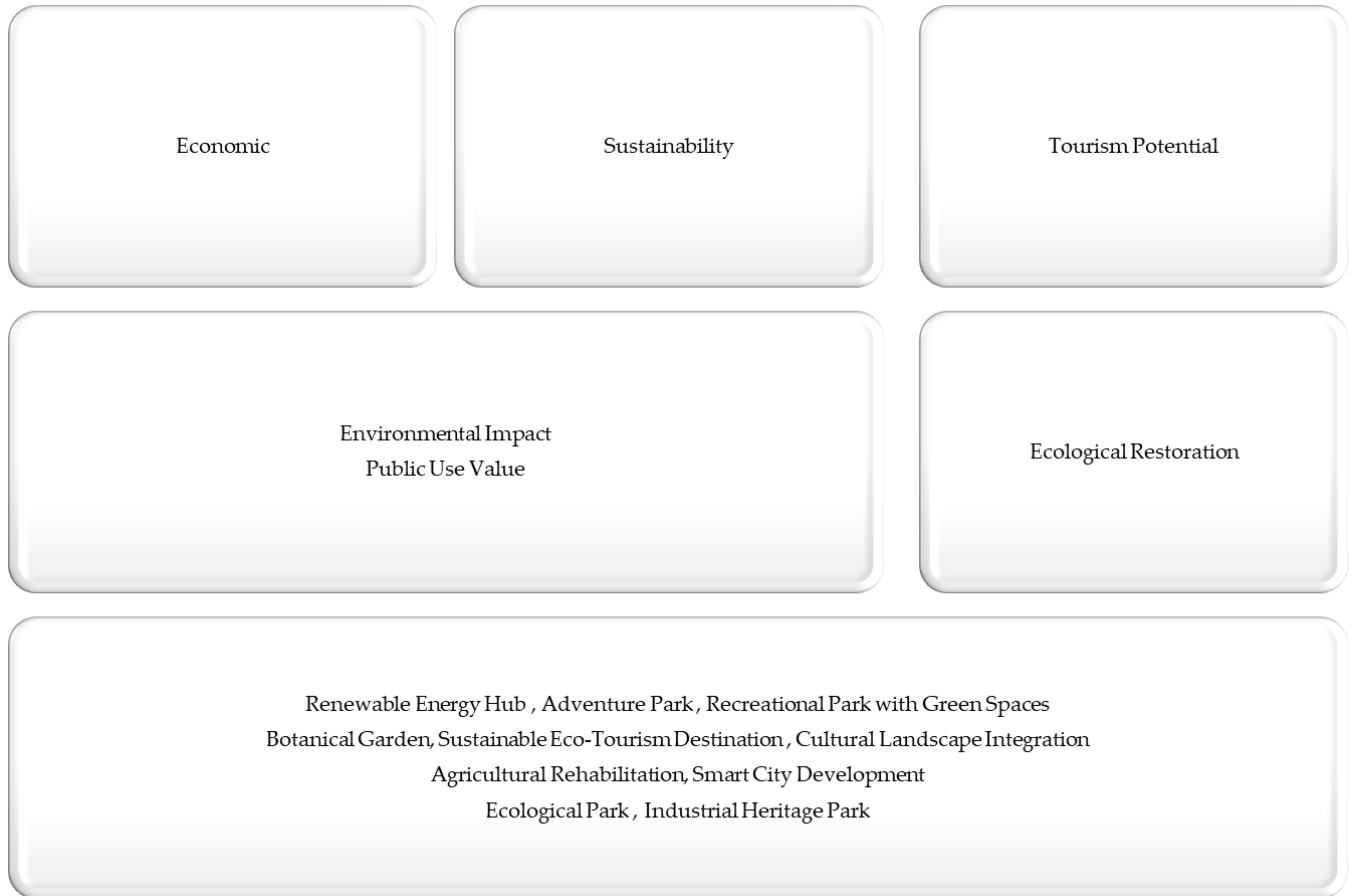 Economic
Sustainability
Tourism Potential
Environmental Impact
Public Use Value
Ecological Restoration
Renewable Energy Hub , Adventure Park , Recreational Park with Green Spaces
Botanical Garden, Sustainable Eco-Tourism Destination , Cultural Landscape Integration
Agricultural Rehabilitation, Smart City Development
Ecological Park , Industrial Heritage Park